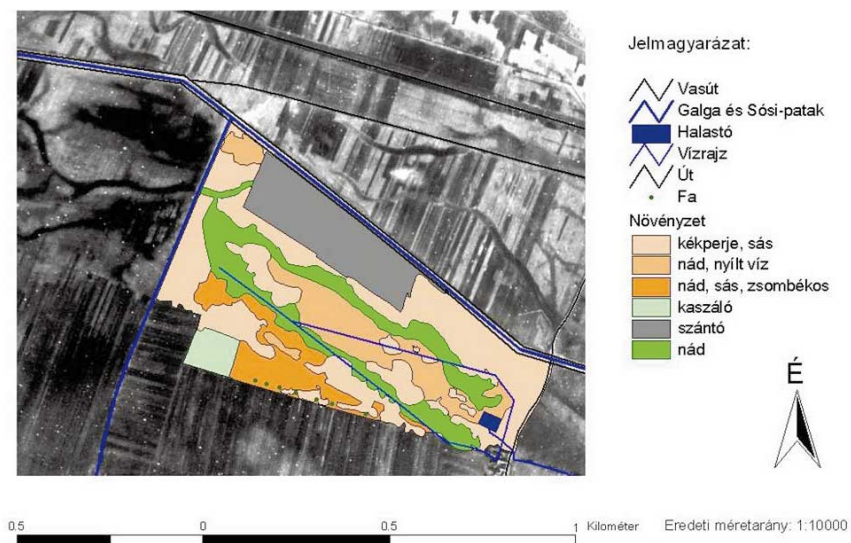 Jelmagyarázat:
Vasút
Galga és Sósi-patak
Halastó
Vízrajz
Út
Fa
Növényzet
kékperje, sás
nád, nyílt víz
nád, sás, zsombékos
kaszáló
szántó
nád
É
0.5 0 0.5 1 Kilométer Eredeti méretarány: 1:10000